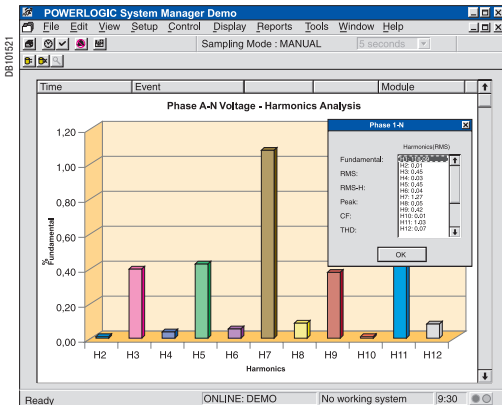 POWERLOGIC System Manager Demo
File Edit View Setup Control Display Reports Tools Window Help
Sampling Mode : MANUAL
5 seconds
DB101521
Time Event Module
Phase A-N Voltage - Harmonics Analysis
Phase 1-N
Harmonics(RMS)
Fundamental:
RMS:
RMS-H:
Peak:
CF:
THD:
H2: 0.01
H3: 0.45
H4: 0.03
H5: 0.45
H6: 0.04
H7: 1.27
H8: 0.05
H9: 0.42
H10: 0.01
H11: 1.03
H12: 0.07
OK
% Fundamental
1,20
1,00
0,80
0,60
0,40
0,20
0,00
H2 H3 H4 H5 H6 H7 H8 H9 H10 H11 H12
Harmonics
Ready
ONLINE: DEMO
No working system
9:30